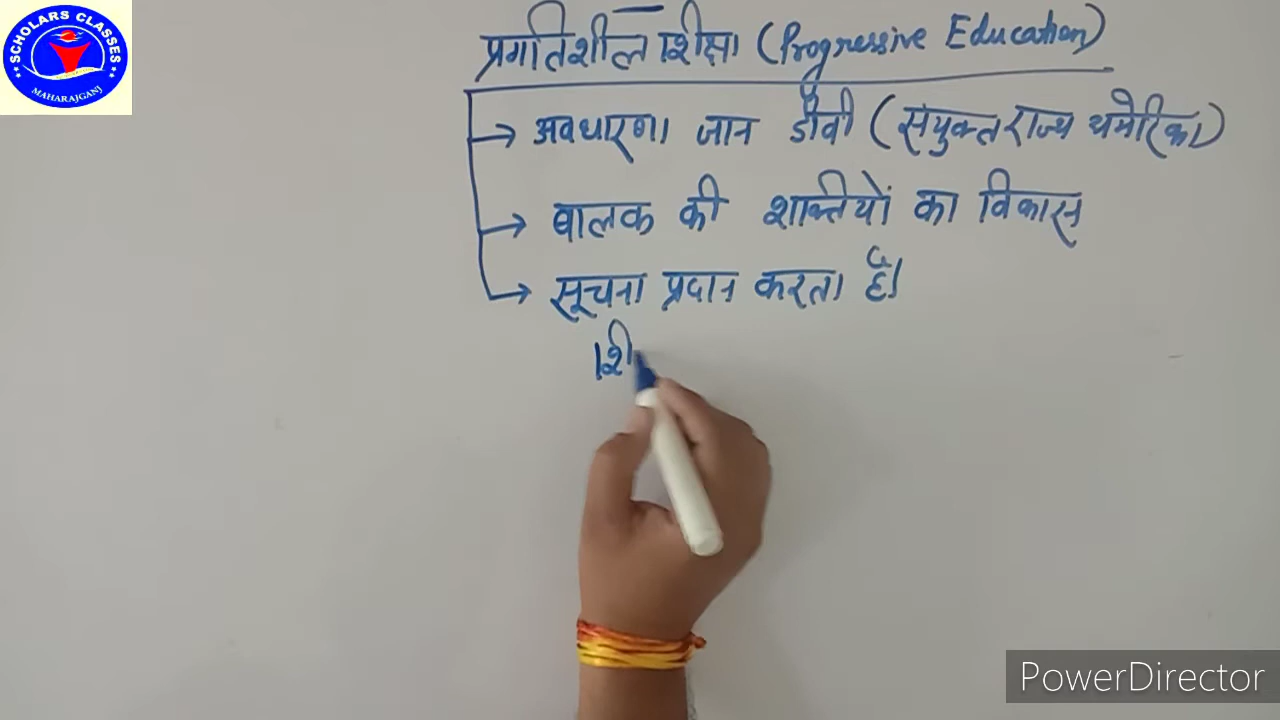 SCHOLARS CLASSES
MAHARAJGANJ
प्रगतिशील शिक्षा (Progressive Education)
→ अवधारणा जान डीवी (संयुक्त राज्य अमेरिका)
→ बालक की शक्तियों का विकास
→ सूचना प्रदान करता है।
शि
PowerDirector